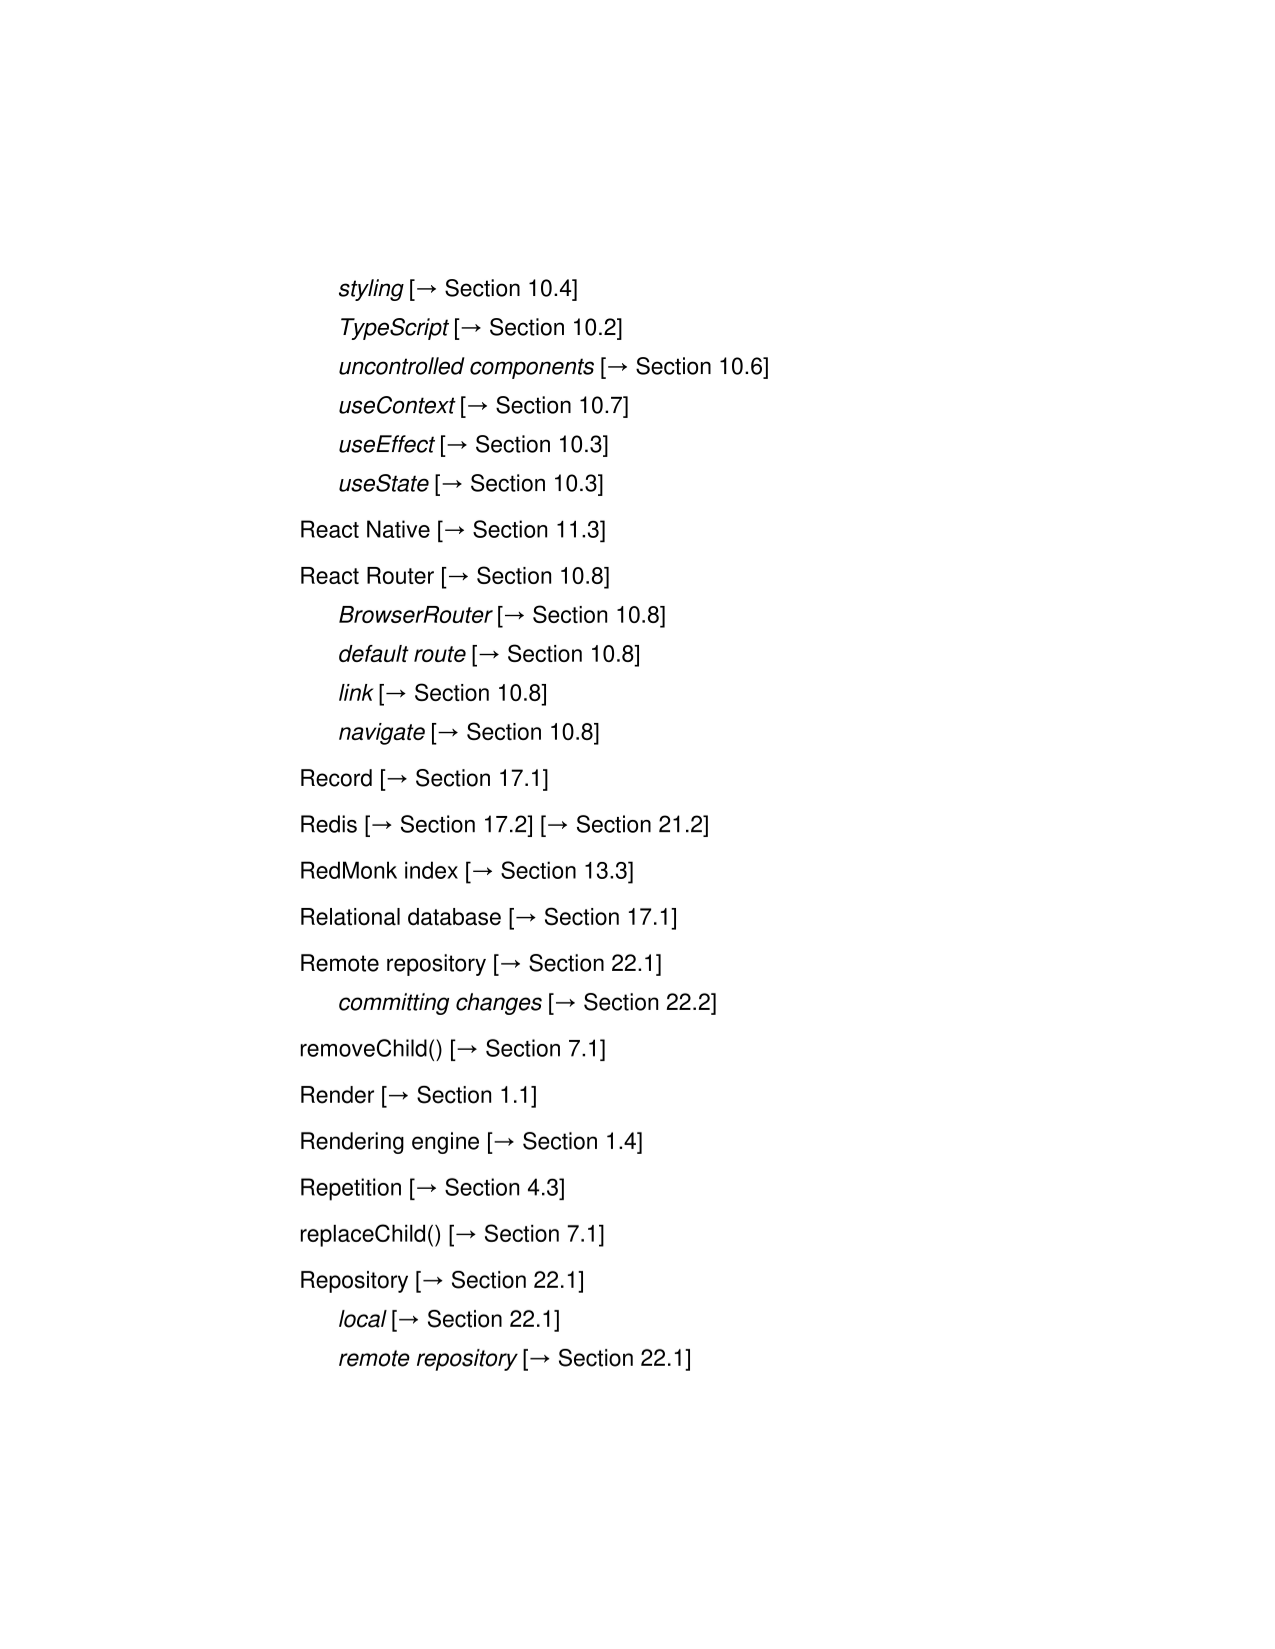 styling [→ Section 10.4]
TypeScript [→ Section 10.2]
uncontrolled components [→ Section 10.6]
useContext [→ Section 10.7]
useEffect [→ Section 10.3]
useState [→ Section 10.3]
React Native [→ Section 11.3]
React Router [→ Section 10.8]
BrowserRouter [→ Section 10.8]
default route [→ Section 10.8]
link [→ Section 10.8]
navigate [→ Section 10.8]
Record [→ Section 17.1]
Redis [→ Section 17.2] [→ Section 21.2]
RedMonk index [→ Section 13.3]
Relational database [→ Section 17.1]
Remote repository [→ Section 22.1]
committing changes [→ Section 22.2]
removeChild() [→ Section 7.1]
Render [→ Section 1.1]
Rendering engine [→ Section 1.4]
Repetition [→ Section 4.3]
replaceChild() [→ Section 7.1]
Repository [→ Section 22.1]
local [→ Section 22.1]
remote repository [→ Section 22.1]